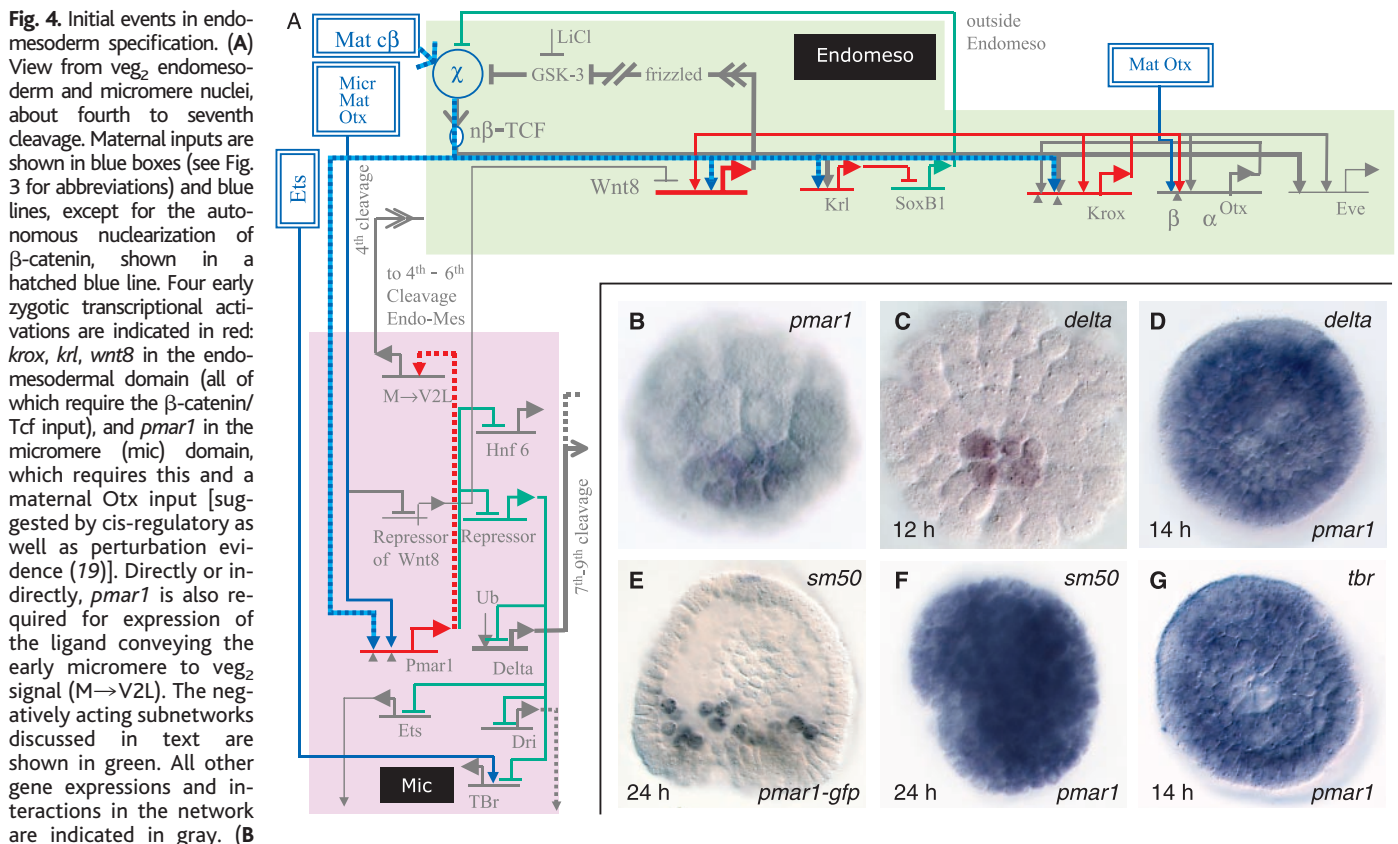 Fig. 4. Initial events in endo-
mesoderm specification. (A)
View from veg2 endomeso-
derm and micromere nuclei,
about fourth to seventh
cleavage. Maternal inputs are
shown in blue boxes (see Fig.
3 for abbreviations) and blue
lines, except for the auto-
nomous nuclearization of
β-catenin, shown in a
hatched blue line. Four early
zygotic transcriptional acti-
vations are indicated in red:
krox, krl, wnt8 in the endo-
mesodermal domain (all of
which require the β-catenin/
Tcf input), and pmar1 in the
micromere (mic) domain,
which requires this and a
maternal Otx input [sug-
gested by cis-regulatory as
well as perturbation evi-
dence (19)]. Directly or in-
directly, pmar1 is also re-
quired for expression of
the ligand conveying the
early micromere to veg2
signal (M→V2L). The neg-
atively acting subnetworks
discussed in text are
shown in green. All other
gene expressions and in-
teractions in the network
are indicated in gray. (B
A
Mat cβ
χ
LiCl
GSK-3
frizzled
Endomeso
outside
Endomeso
Mat Otx
Micr
Mat
Otx
nβ-TCF
Ets
Wnt8
Krl
SoxB1
Krox
β
α
Otx
Eve
4th cleavage
to 4th - 6th
Cleavage
Endo-Mes
M→V2L
Hnf 6
Repressor
of Wnt8
Repressor
7th-9th cleavage
Ub
Pmar1
Delta
Ets
Dri
Mic
TBr
B
pmar1
C
delta
12 h
D
delta
14 h
pmar1
E
sm50
24 h
pmar1-gfp
F
sm50
24 h
pmar1
G
tbr
14 h
pmar1